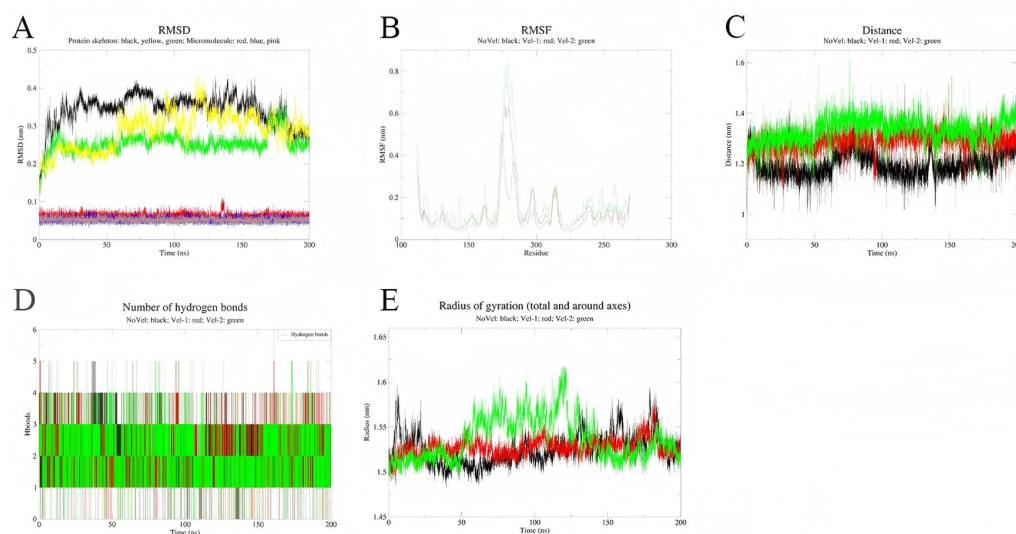 A
RMSD
Protein skeleton: black, yellow, green; Micromolecule: red, blue, pink
RMSD (nm)
0.5
0.4
0.3
0.2
0.1
0
0 50 100 150 200
Time (ns)
B
RMSF
NoVel: black; Vel-1: red; Vel-2: green
RMSF (nm)
0.8
0.6
0.4
0.2
0
100 150 200 250 300
Residue
C
Distance
NoVel: black; Vel-1: red; Vel-2: green
Distance (nm)
1.6
1.4
1.2
1
0 50 100 150 200
Time (ns)
D
Number of hydrogen bonds
NoVel: black; Vel-1: red; Vel-2: green
Hydrogen bonds
Hbonds
6
5
4
3
2
1
0
0 50 100 150 200
Time (ns)
E
Radius of gyration (total and around axes)
NoVel: black; Vel-1: red; Vel-2: green
Radius (nm)
1.65
1.6
1.55
1.5
1.45
0 50 100 150 200
Time (ns)